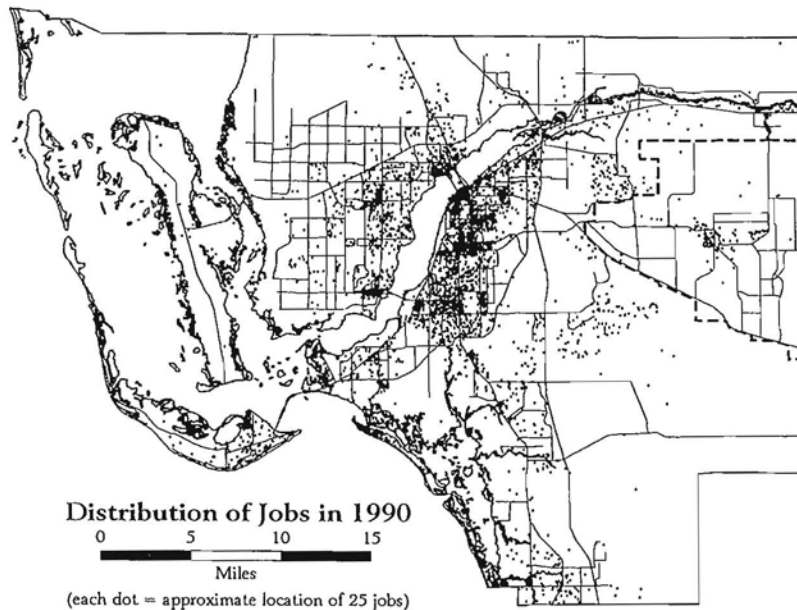 Distribution of Jobs in 1990
0 5 10 15
Miles
(each dot = approximate location of 25 jobs)